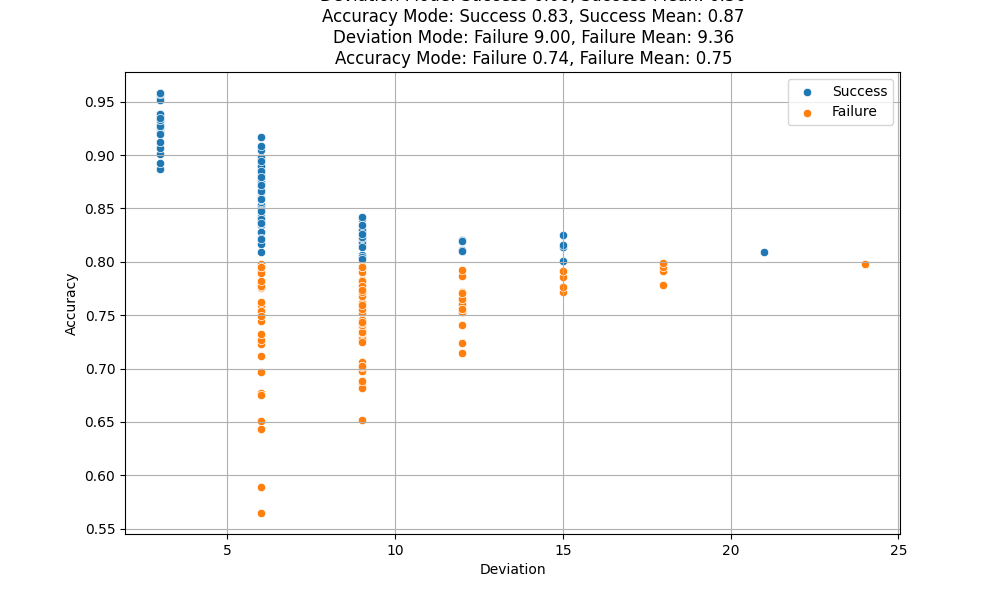 Accuracy Mode: Success 0.83, Success Mean: 0.87
Deviation Mode: Failure 9.00, Failure Mean: 9.36
Accuracy Mode: Failure 0.74, Failure Mean: 0.75
Success
Failure
0.95
0.90
0.85
0.80
0.75
0.70
0.65
0.60
0.55
Accuracy
5
10
15
20
25
Deviation